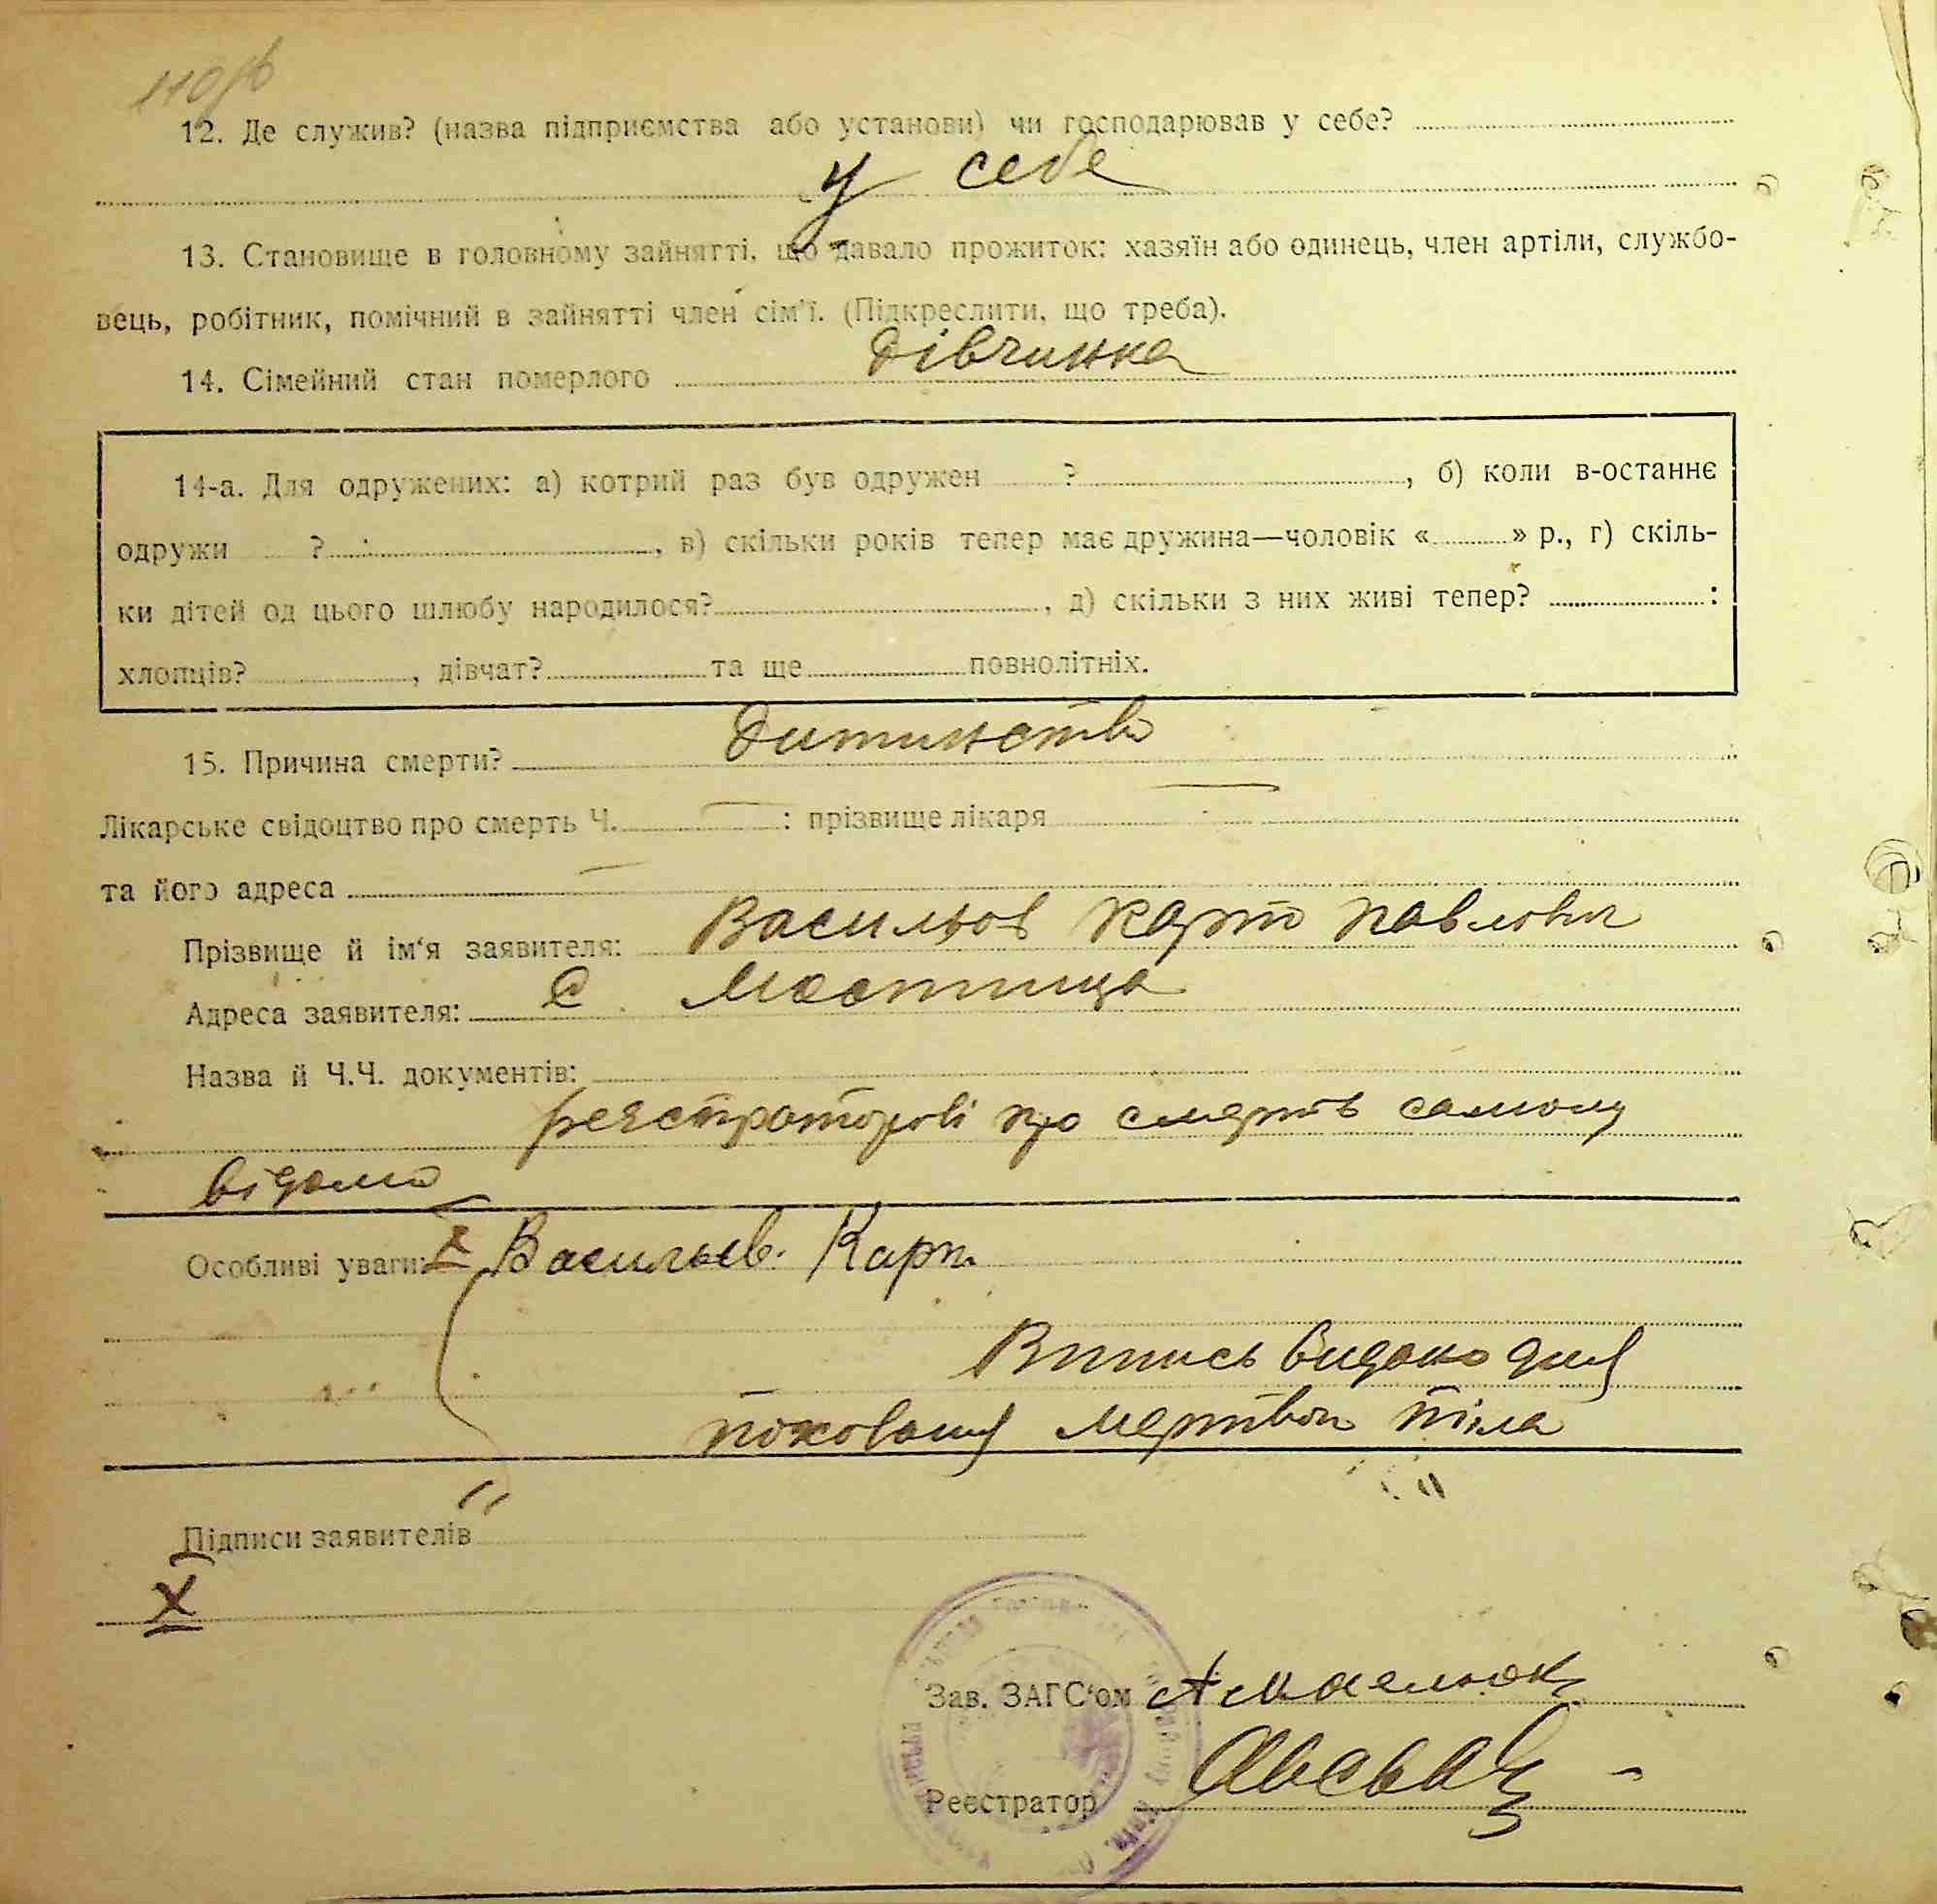 12. Де служив? (назва підприємства або установи) чи господарював у себе?
у себе
13. Становище в головному зайнятті, що давало прожиток: хазяїн або одинець, член артіли, службо-
вець, робітник, помічний в зайнятті член сім'ї. (Підкреслити, що треба).
14. Сімейний стан померлого дівчинка
14-а. Для одружених: а) котрий раз був одружен ? , б) коли в-останнє
одружи ? , в) скільки років тепер має дружина—чоловік « » р., г) скіль-
ки дітей од цього шлюбу народилося? , д) скільки з них живі тепер? :
хлопців? , дівчат? та ще повнолітніх.
15. Причина смерти? Дитинство
Лікарське свідоцтво про смерть Ч. : прізвище лікаря
та його адреса
Прізвище й ім'я заявителя: Васильов Карпо Павлович
Адреса заявителя: С Мостища
Назва й Ч.Ч. документів:
реєстраторові про смерть самому
відомо
Особливі уваги: X Васильев. Карп.
Випись видано для
поховання мертвого тіла
Підписи заявителів
X
Зав. ЗАГС'ом
Реєстратор